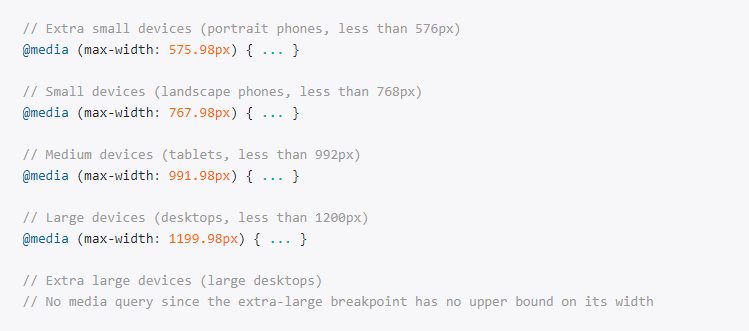 // Extra small devices (portrait phones, less than 576px)
@media (max-width: 575.98px) { ... }
// Small devices (landscape phones, less than 768px)
@media (max-width: 767.98px) { ... }
// Medium devices (tablets, less than 992px)
@media (max-width: 991.98px) { ... }
// Large devices (desktops, less than 1200px)
@media (max-width: 1199.98px) { ... }
// Extra large devices (large desktops)
// No media query since the extra-large breakpoint has no upper bound on its width